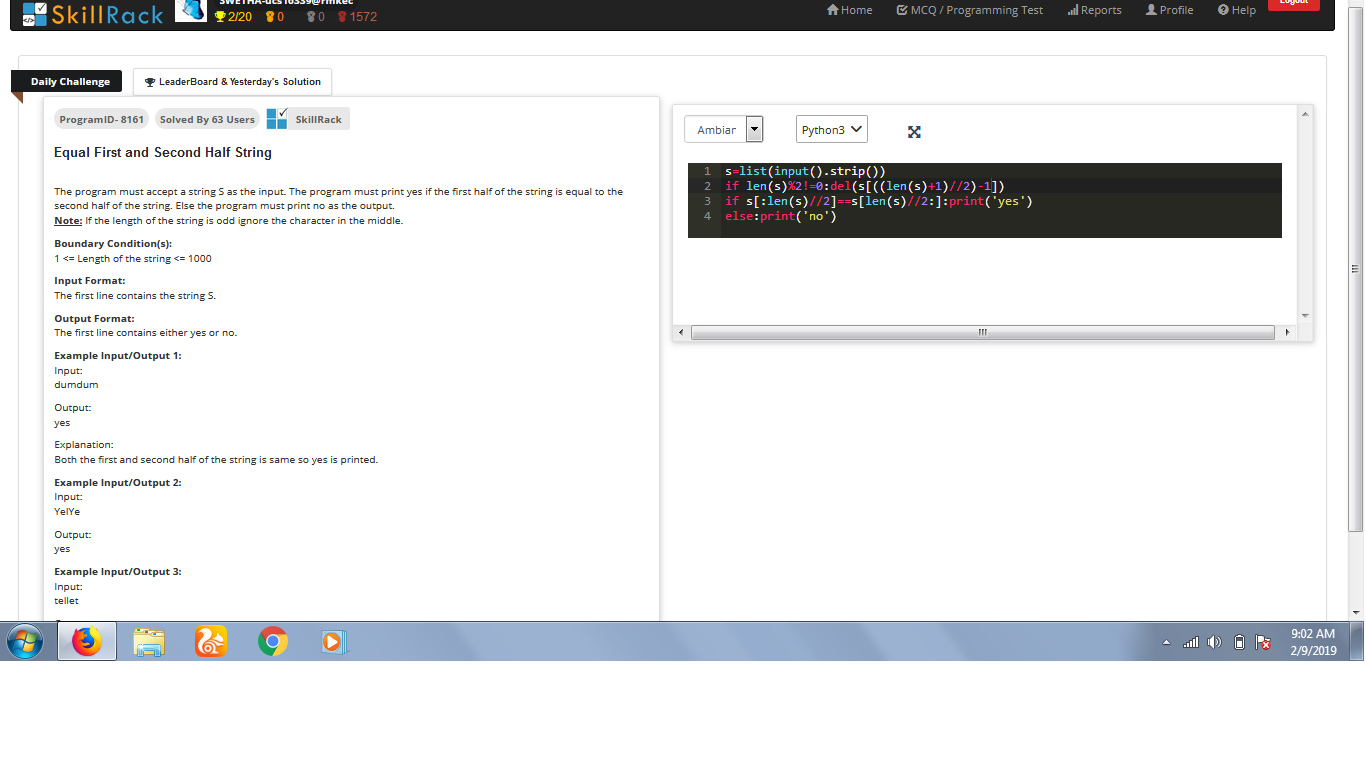 SkillRack
2/20 0 0 1572
Home MCQ / Programming Test Reports Profile Help Logout
Daily Challenge LeaderBoard & Yesterday's Solution
ProgramID- 8161 Solved By 63 Users SkillRack
Equal First and Second Half String
The program must accept a string S as the input. The program must print yes if the first half of the string is equal to the
second half of the string. Else the program must print no as the output.
Note: If the length of the string is odd ignore the character in the middle.
Boundary Condition(s):
1 <= Length of the string <= 1000
Input Format:
The first line contains the string S.
Output Format:
The first line contains either yes or no.
Example Input/Output 1:
Input:
dumdum
Output:
yes
Explanation:
Both the first and second half of the string is same so yes is printed.
Example Input/Output 2:
Input:
YelYe
Output:
yes
Example Input/Output 3:
Input:
tellet
Ambian Python3
1 s=list(input().strip())
2 if len(s)%2!=0:del(s[((len(s)+1)//2)-1])
3 if s[:len(s)//2]==s[len(s)//2:]:print('yes')
4 else:print('no')
9:02 AM
2/9/2019